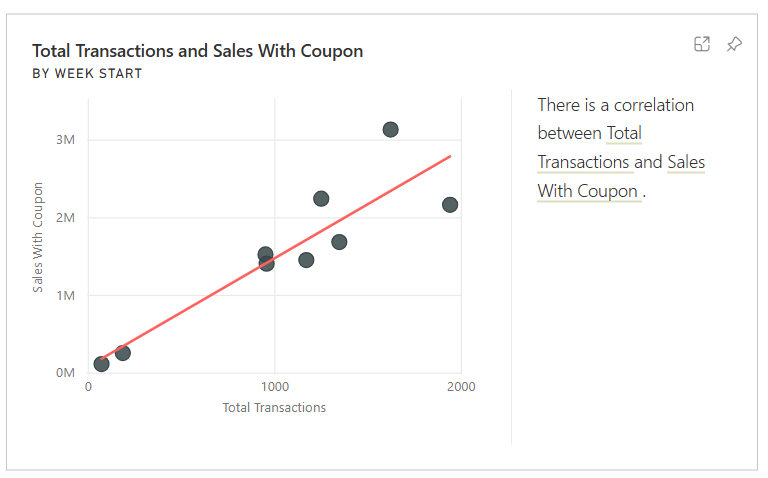 Total Transactions and Sales With Coupon
BY WEEK START
There is a correlation
between Total
Transactions and Sales
With Coupon .
3M
2M
1M
0M
Sales With Coupon
0 1000 2000
Total Transactions